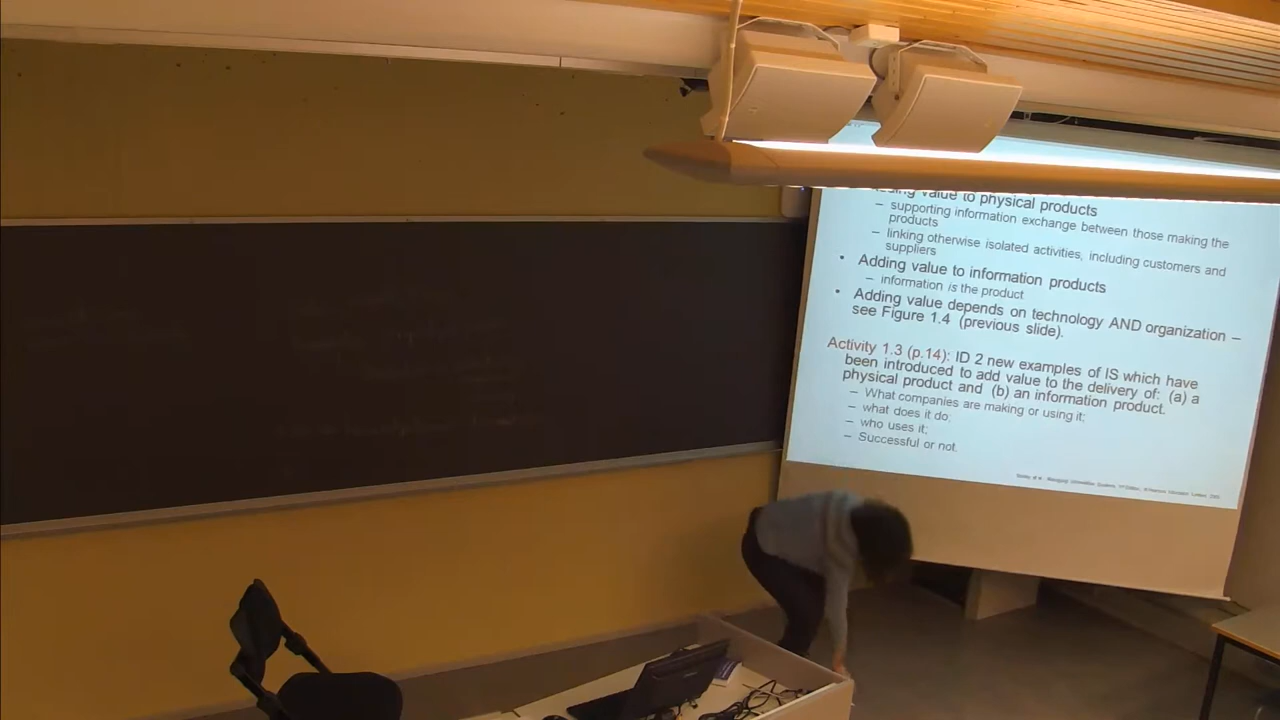 Adding value to physical products
– supporting information exchange between those making the
products
– linking otherwise isolated activities, including customers and
suppliers
• Adding value to information products
– information is the product
• Adding value depends on technology AND organization –
see Figure 1.4 (previous slide).
Activity 1.3 (p.14): ID 2 new examples of IS which have
been introduced to add value to the delivery of: (a) a
physical product and (b) an information product.
– What companies are making or using it;
– what does it do;
– who uses it;
– Successful or not.